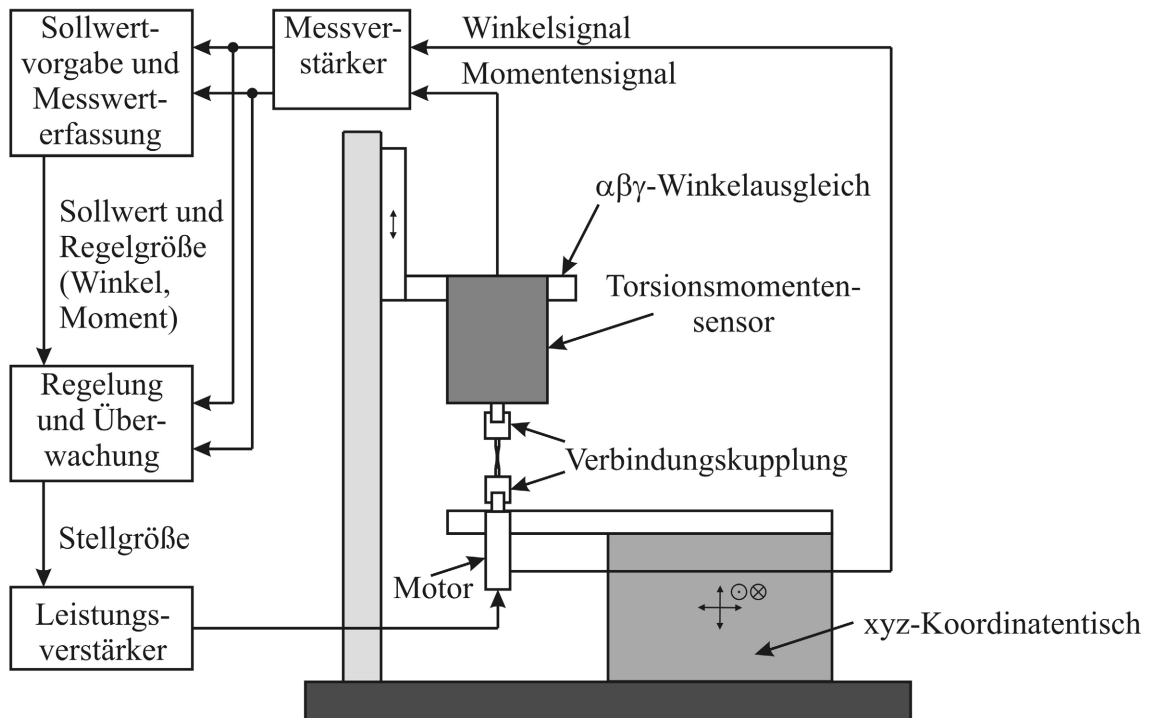 Sollwert-
vorgabe und
Messwert-
erfassung
Messver-
stärker
Winkelsignal
Momentensignal
αβγ-Winkelausgleich
Sollwert und
Regelgröße
(Winkel,
Moment)
Torsionsmomenten-
sensor
Regelung
und Über-
wachung
Verbindungskupplung
Stellgröße
Motor
Leistungs-
verstärker
xyz-Koordinatentisch